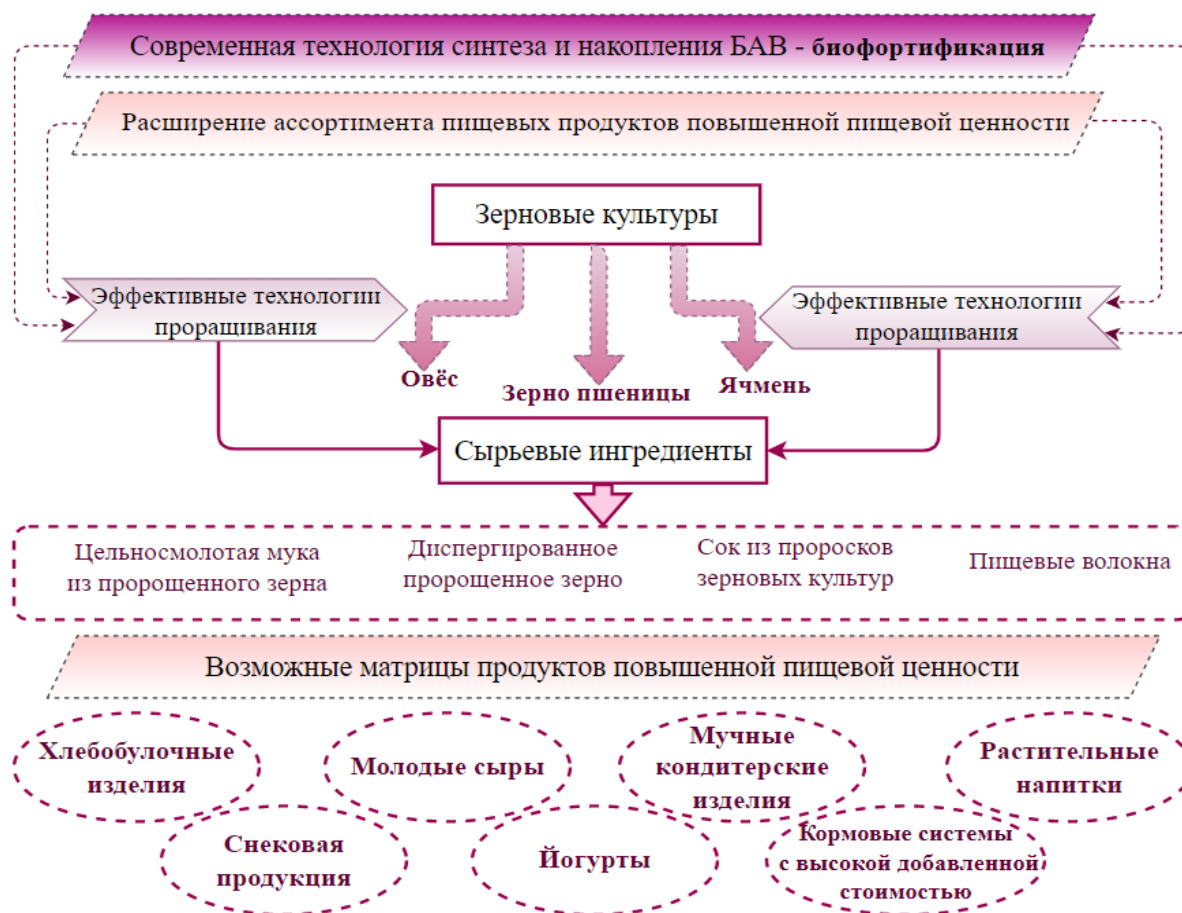 Современная технология синтеза и накопления БАВ - биофортификация
Расширение ассортимента пищевых продуктов повышенной пищевой ценности
Зерновые культуры
Эффективные технологии
проращивания
Эффективные технологии
проращивания
Овёс
Зерно пшеницы
Ячмень
Сырьевые ингредиенты
Цельносмолотая мука
из пророщенного зерна
Диспергированное
пророщенное зерно
Сок из проросков
зерновых культур
Пищевые волокна
Возможные матрицы продуктов повышенной пищевой ценности
Хлебобулочные
изделия
Молодые сыры
Мучные
кондитерские
изделия
Растительные
напитки
Снековая
продукция
Йогурты
Кормовые системы
с высокой добавленной
стоимостью